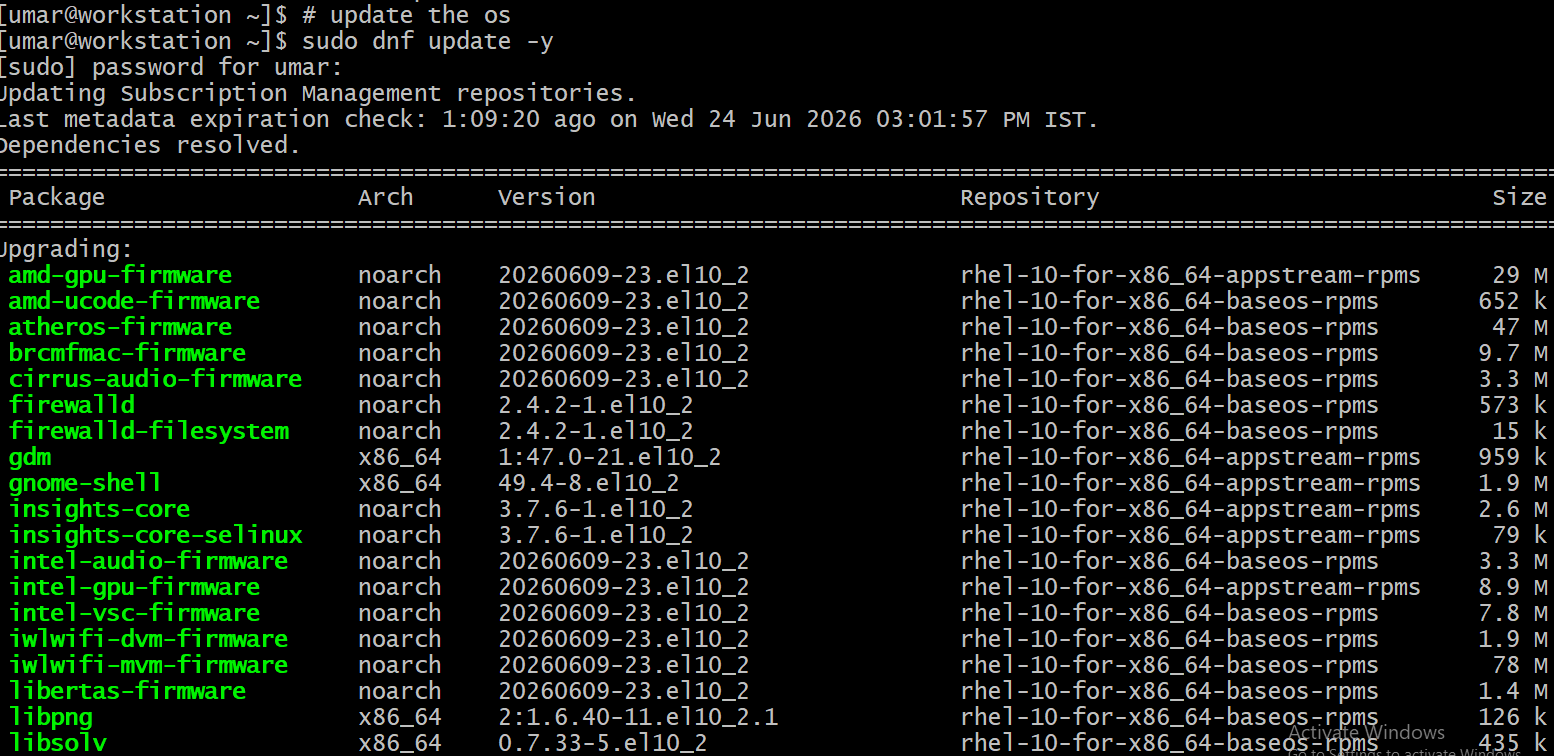 [umar@workstation ~]$ # update the os
[umar@workstation ~]$ sudo dnf update -y
[sudo] password for umar:
Updating Subscription Management repositories.
Last metadata expiration check: 1:09:20 ago on Wed 24 Jun 2026 03:01:57 PM IST.
Dependencies resolved.
================================================================================
Package Arch Version Repository Size
================================================================================
Upgrading:
amd-gpu-firmware noarch 20260609-23.el10_2 rhel-10-for-x86_64-appstream-rpms 29 M
amd-ucode-firmware noarch 20260609-23.el10_2 rhel-10-for-x86_64-baseos-rpms 652 k
atheros-firmware noarch 20260609-23.el10_2 rhel-10-for-x86_64-baseos-rpms 47 M
brcmfmac-firmware noarch 20260609-23.el10_2 rhel-10-for-x86_64-baseos-rpms 9.7 M
cirrus-audio-firmware noarch 20260609-23.el10_2 rhel-10-for-x86_64-baseos-rpms 3.3 M
firewalld noarch 2.4.2-1.el10_2 rhel-10-for-x86_64-baseos-rpms 573 k
firewalld-filesystem noarch 2.4.2-1.el10_2 rhel-10-for-x86_64-baseos-rpms 15 k
gdm x86_64 1:47.0-21.el10_2 rhel-10-for-x86_64-appstream-rpms 959 k
gnome-shell x86_64 49.4-8.el10_2 rhel-10-for-x86_64-appstream-rpms 1.9 M
insights-core noarch 3.7.6-1.el10_2 rhel-10-for-x86_64-appstream-rpms 2.6 M
insights-core-selinux noarch 3.7.6-1.el10_2 rhel-10-for-x86_64-appstream-rpms 79 k
intel-audio-firmware noarch 20260609-23.el10_2 rhel-10-for-x86_64-baseos-rpms 3.3 M
intel-gpu-firmware noarch 20260609-23.el10_2 rhel-10-for-x86_64-appstream-rpms 8.9 M
intel-vsc-firmware noarch 20260609-23.el10_2 rhel-10-for-x86_64-baseos-rpms 7.8 M
iwlwifi-dvm-firmware noarch 20260609-23.el10_2 rhel-10-for-x86_64-baseos-rpms 1.9 M
iwlwifi-mvm-firmware noarch 20260609-23.el10_2 rhel-10-for-x86_64-baseos-rpms 78 M
libertas-firmware noarch 20260609-23.el10_2 rhel-10-for-x86_64-baseos-rpms 1.4 M
libpng x86_64 2:1.6.40-11.el10_2.1 rhel-10-for-x86_64-baseos-rpms 126 k
libsolv x86_64 0.7.33-5.el10_2 rhel-10-for-x86_64-baseos-rpms 435 k
Activate Windows
Go to Settings to activate Windows.